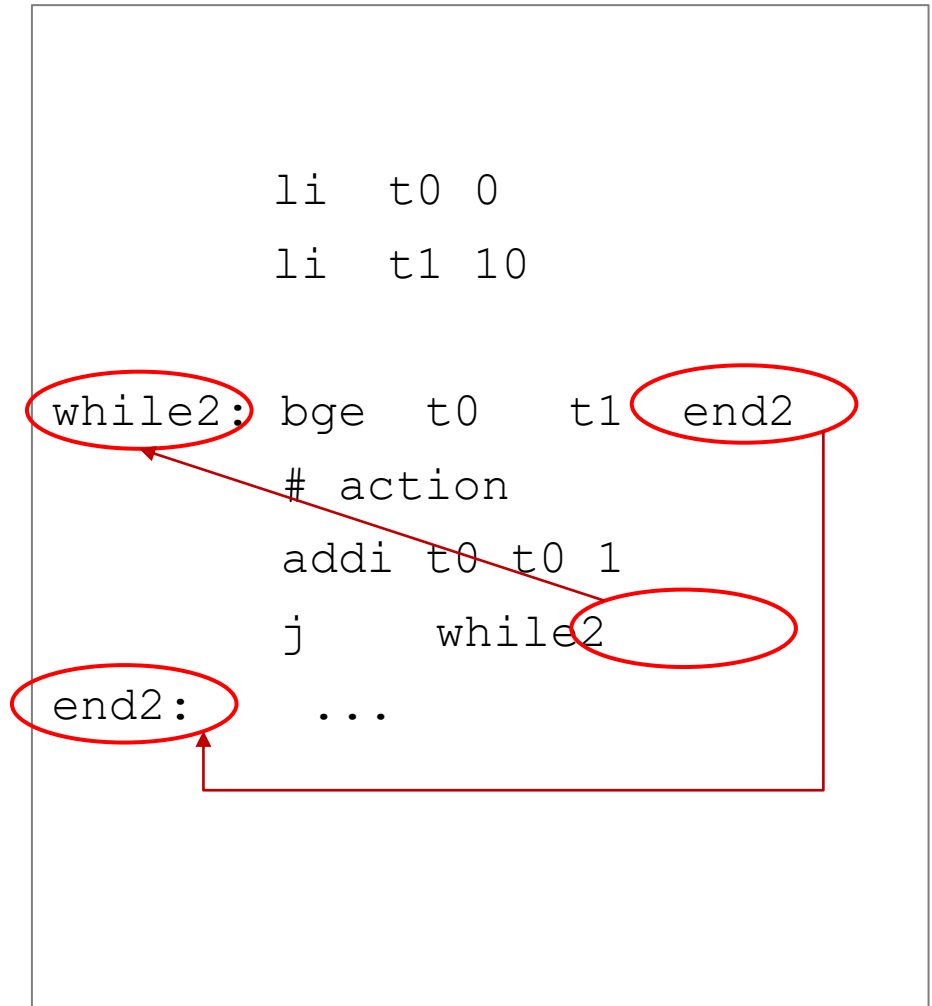 li t0 0
li t1 10
while2: bge t0 t1 end2
# action
addi t0 t0 1
j while2
end2: ...